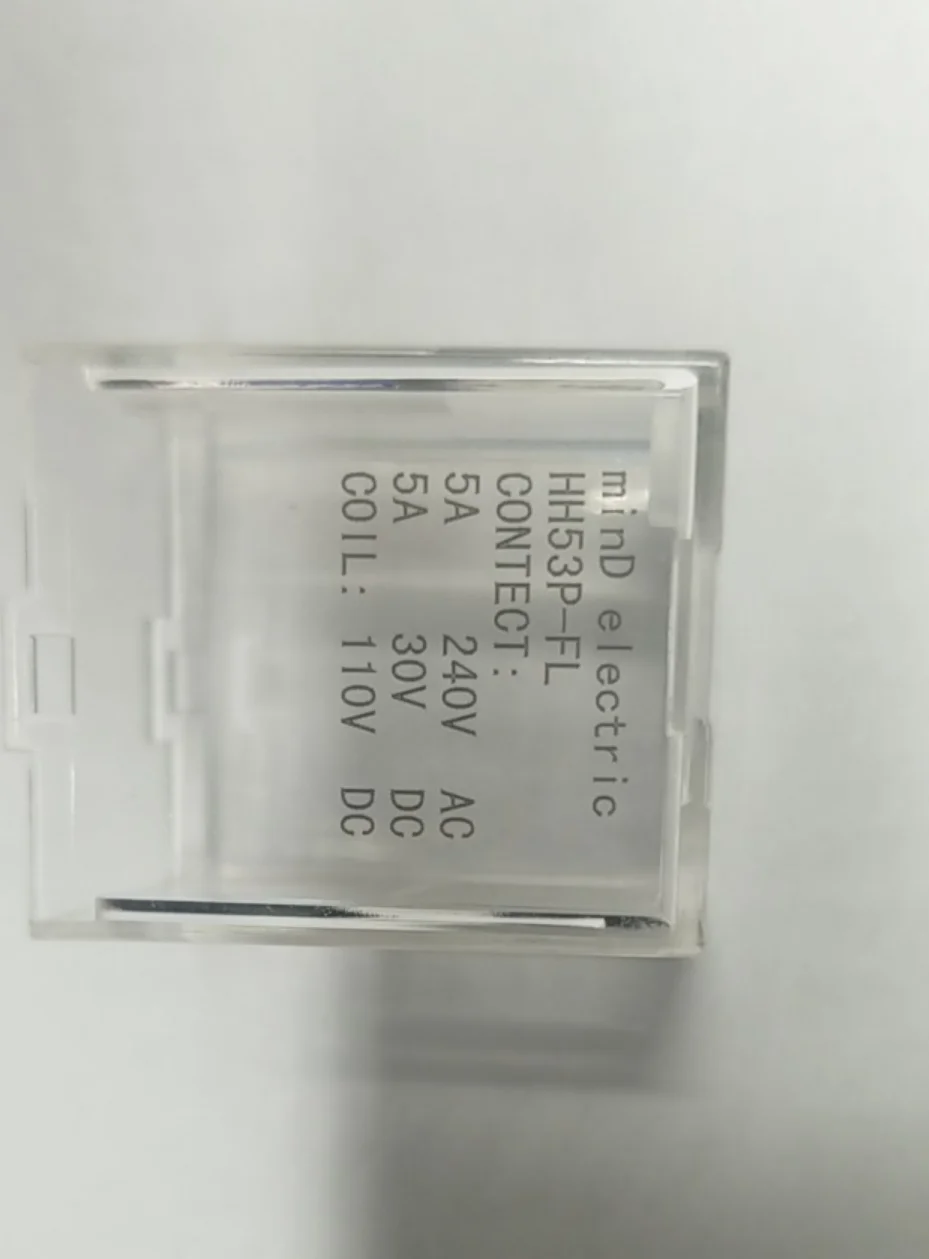 minD electric
HH53P-FL
CONTECT:
5A 240V AC
5A 30V DC
COIL: 110V DC